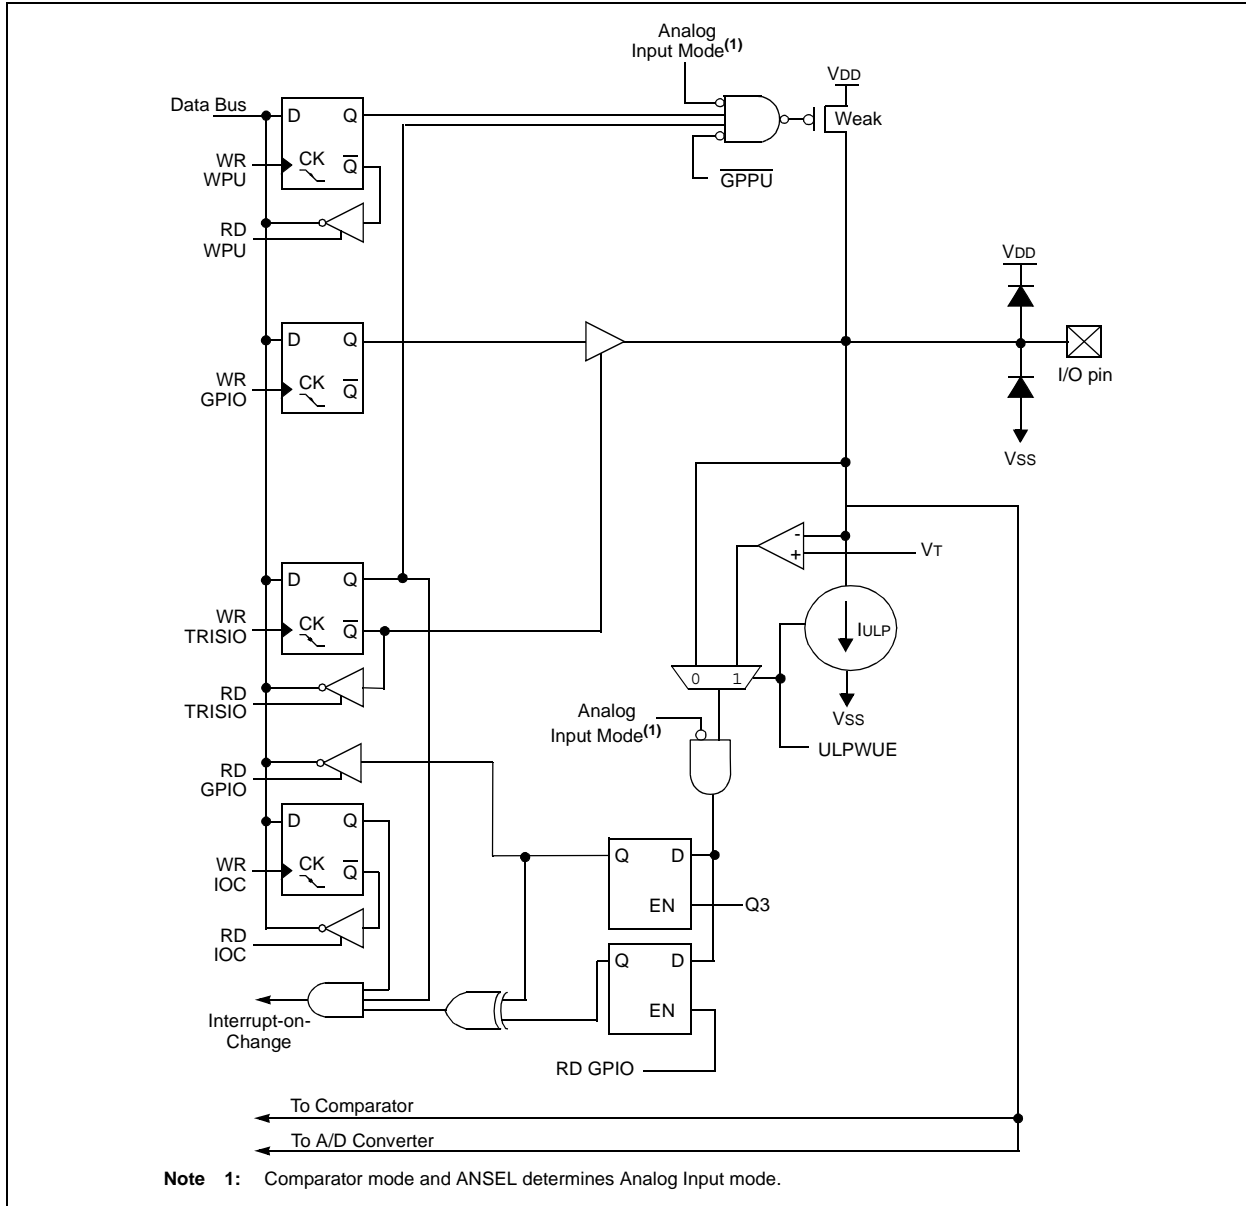 Analog
Input Mode(1)
VDD
Data Bus
D Q
Weak
WR
WPU
CK Q
GPPU
RD
WPU
VDD
D Q
I/O pin
WR
GPIO
CK Q
VSS
-
+
VT
D Q
WR
TRISIO
CK Q
IULP
RD
TRISIO
0 1
VSS
Analog
Input Mode(1)
ULPWUE
RD
GPIO
D Q
Q D
WR
IOC
CK Q
EN
Q3
RD
IOC
Q D
EN
Interrupt-on-
Change
RD GPIO
To Comparator
To A/D Converter
Note 1: Comparator mode and ANSEL determines Analog Input mode.